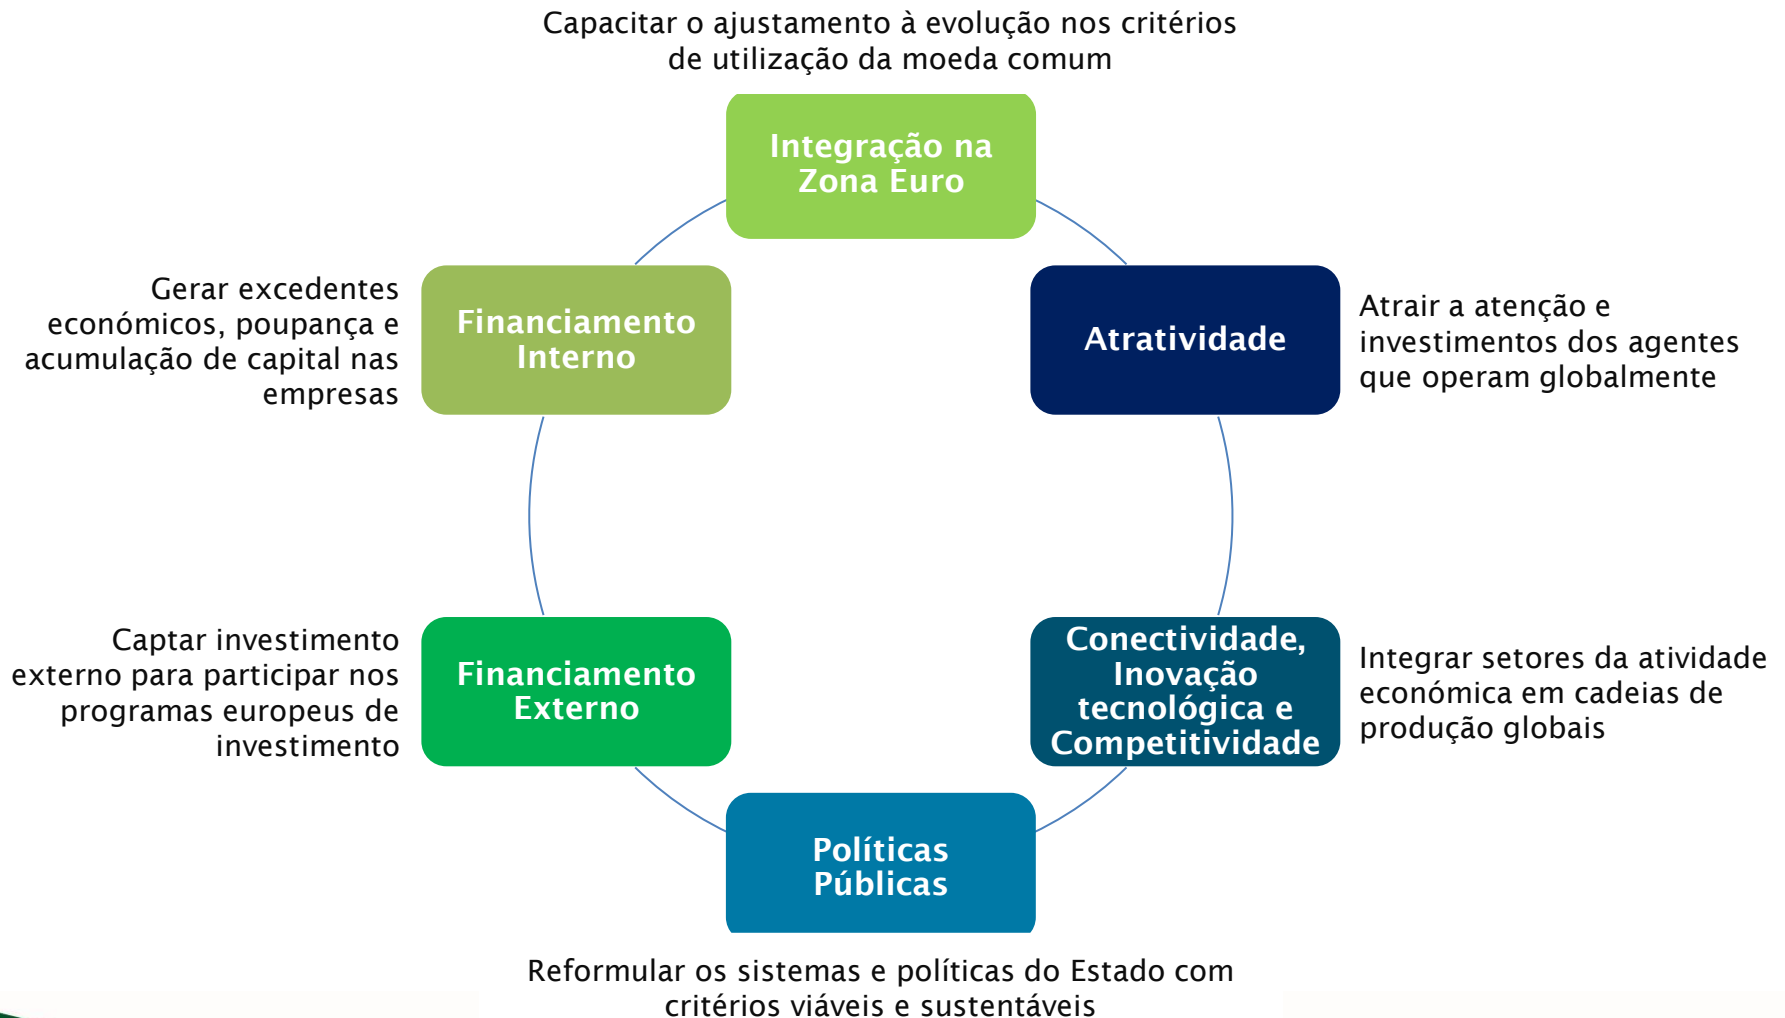 Capacitar o ajustamento à evolução nos critérios
de utilização da moeda comum
Integração na
Zona Euro
Gerar excedentes
económicos, poupança e
acumulação de capital nas
empresas
Financiamento
Interno
Atratividade
Atrair a atenção e
investimentos dos agentes
que operam globalmente
Captar investimento
externo para participar nos
programas europeus de
investimento
Financiamento
Externo
Conectividade,
Inovação
tecnológica e
Competitividade
Integrar setores da atividade
económica em cadeias de
produção globais
Políticas
Públicas
Reformular os sistemas e políticas do Estado com
critérios viáveis e sustentáveis